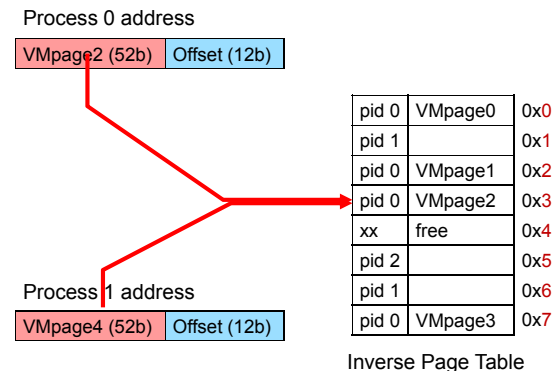 Process 0 address
VMpage2 (52b) Offset (12b)
pid 0 VMpage0 0x0
pid 1 0x1
pid 0 VMpage1 0x2
pid 0 VMpage2 0x3
xx free 0x4
pid 2 0x5
pid 1 0x6
pid 0 VMpage3 0x7
Process 1 address
VMpage4 (52b) Offset (12b)
Inverse Page Table